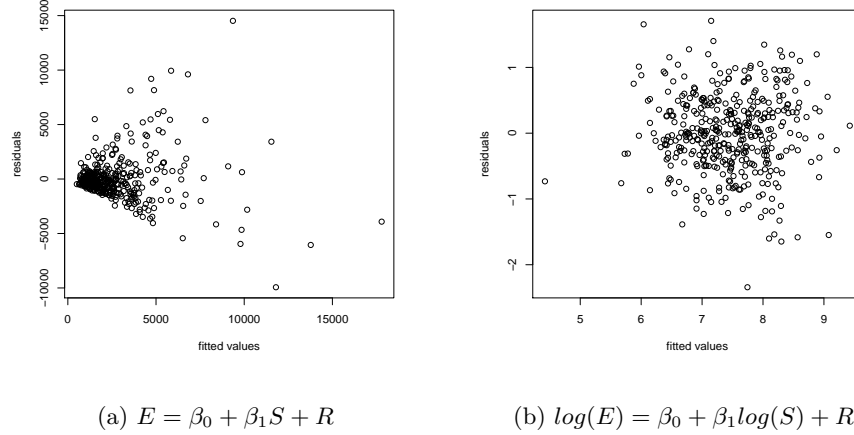 15000
10000
5000
0
−5000
−10000
residuals
0 5000 10000 15000
fitted values
(a) E = β₀ + β₁S + R
1
0
−1
−2
residuals
5 6 7 8 9
fitted values
(b) log(E) = β₀ + β₁log(S) + R